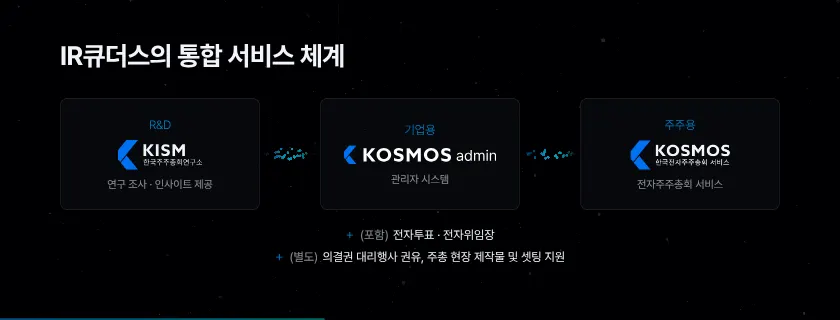 IR큐더스의 통합 서비스 체계
R&D
KISM
한국주주총회연구소
연구 조사 · 인사이트 제공
기업용
KOSMOS admin
관리자 시스템
주주용
KOSMOS
한국전자주주총회 서비스
전자주주총회 서비스
+ (포함) 전자투표 · 전자위임장
+ (별도) 의결권 대리행사 권유, 주총 현장 제작물 및 셋팅 지원